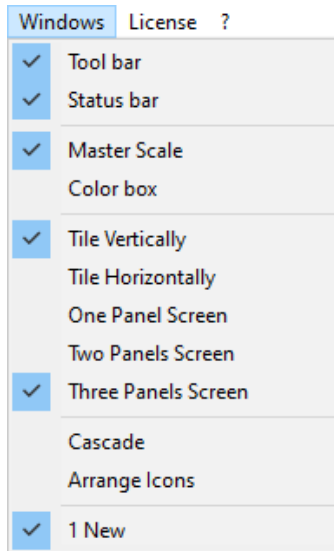 Windows License ?
Tool bar
Status bar
Master Scale
Color box
Tile Vertically
Tile Horizontally
One Panel Screen
Two Panels Screen
Three Panels Screen
Cascade
Arrange Icons
1 New